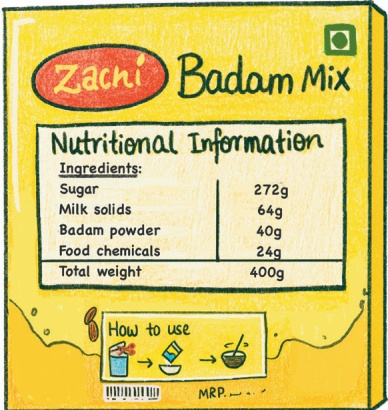 Zachi Badam Mix
Nutritional Information
Ingredients:
Sugar 272g
Milk solids 64g
Badam powder 40g
Food chemicals 24g
Total weight 400g
How to use
MRP.